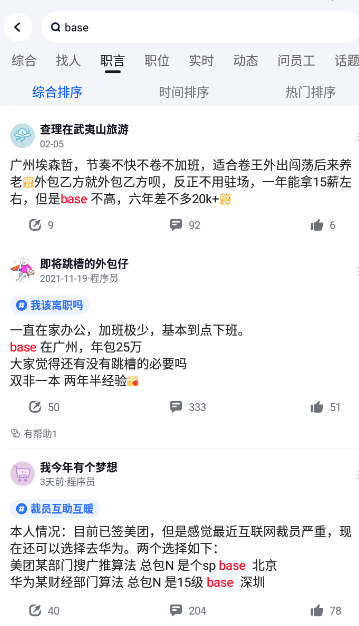 base
综合 找人 职言 职位 实时 动态 问员工 话题
综合排序 时间排序 热门排序
查理在武夷山旅游
02-05
广州埃森哲，节奏不快不卷不加班，适合卷王外出闯荡后来养
老外包乙方就外包乙方呗，反正不用驻场，一年能拿15薪左
右，但是base 不高，六年差不多20k+
9 92 6
即将跳槽的外包仔
2021-11-19·程序员
# 我该离职吗
一直在家办公，加班极少，基本到点下班。
base 在广州，年包25万
大家觉得还有没有跳槽的必要吗
双非一本 两年半经验
50 333 51
有帮助1
我今年有个梦想
3天前·程序员
# 裁员互助互暖
本人情况：目前已签美团，但是感觉最近互联网裁员严重，现
在还可以选择去华为。两个选择如下：
美团某部门搜广推算法 总包N 是个sp base 北京
华为某财经部门算法 总包N 是15级 base 深圳
40 204 78